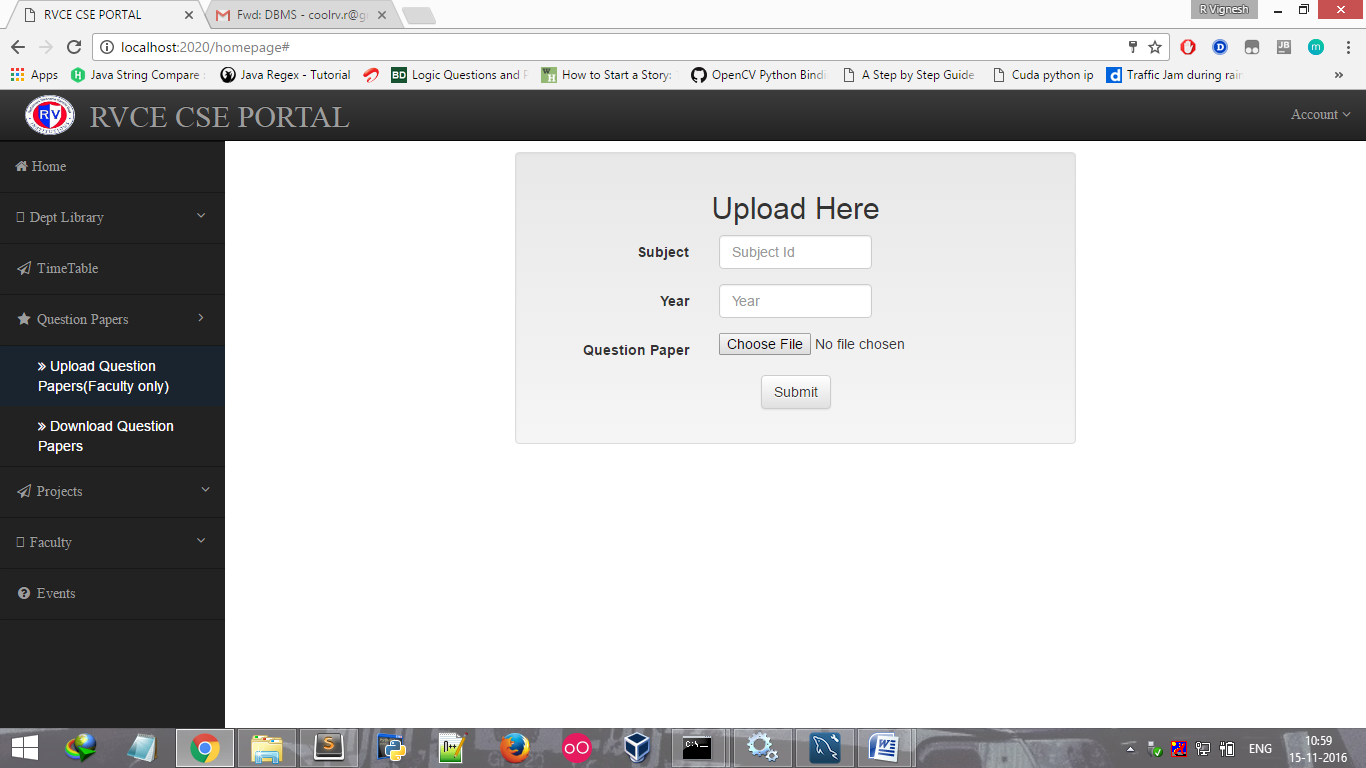 RVCE CSE PORTAL
Fwd: DBMS - coolrv.r@g
R Vignesh
localhost:2020/homepage#
Apps
Java String Compare
Java Regex - Tutorial
Logic Questions and
How to Start a Story:
OpenCV Python Bindi
A Step by Step Guide
Cuda python ip
Traffic Jam during rain
RV
RVCE CSE PORTAL
Account
Home
Dept Library
TimeTable
Question Papers
» Upload Question
Papers(Faculty only)
» Download Question
Papers
Projects
Faculty
Events
Upload Here
Subject
Subject Id
Year
Year
Question Paper
Choose File No file chosen
Submit
ENG
10:59
15-11-2016